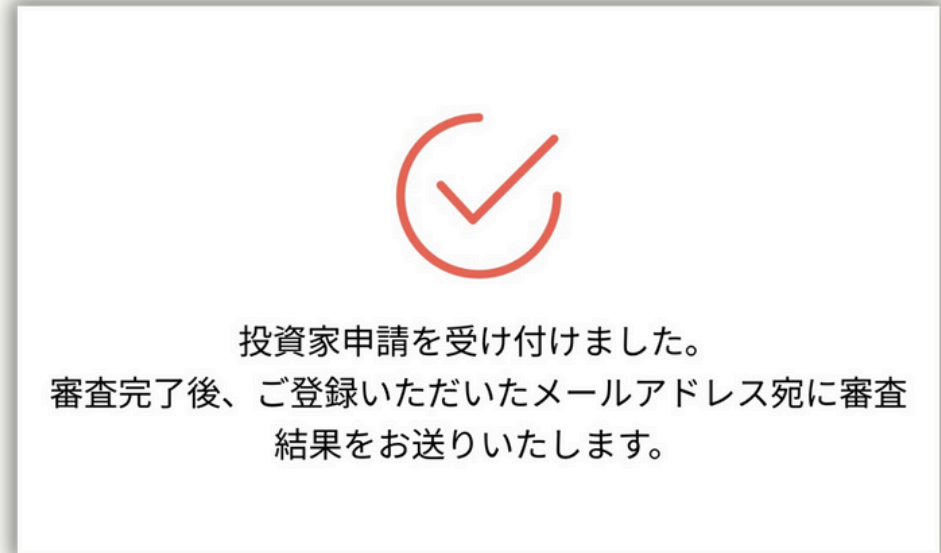 投資家申請を受け付けました。
審査完了後、ご登録いただいたメールアドレス宛に審査
結果をお送りいたします。